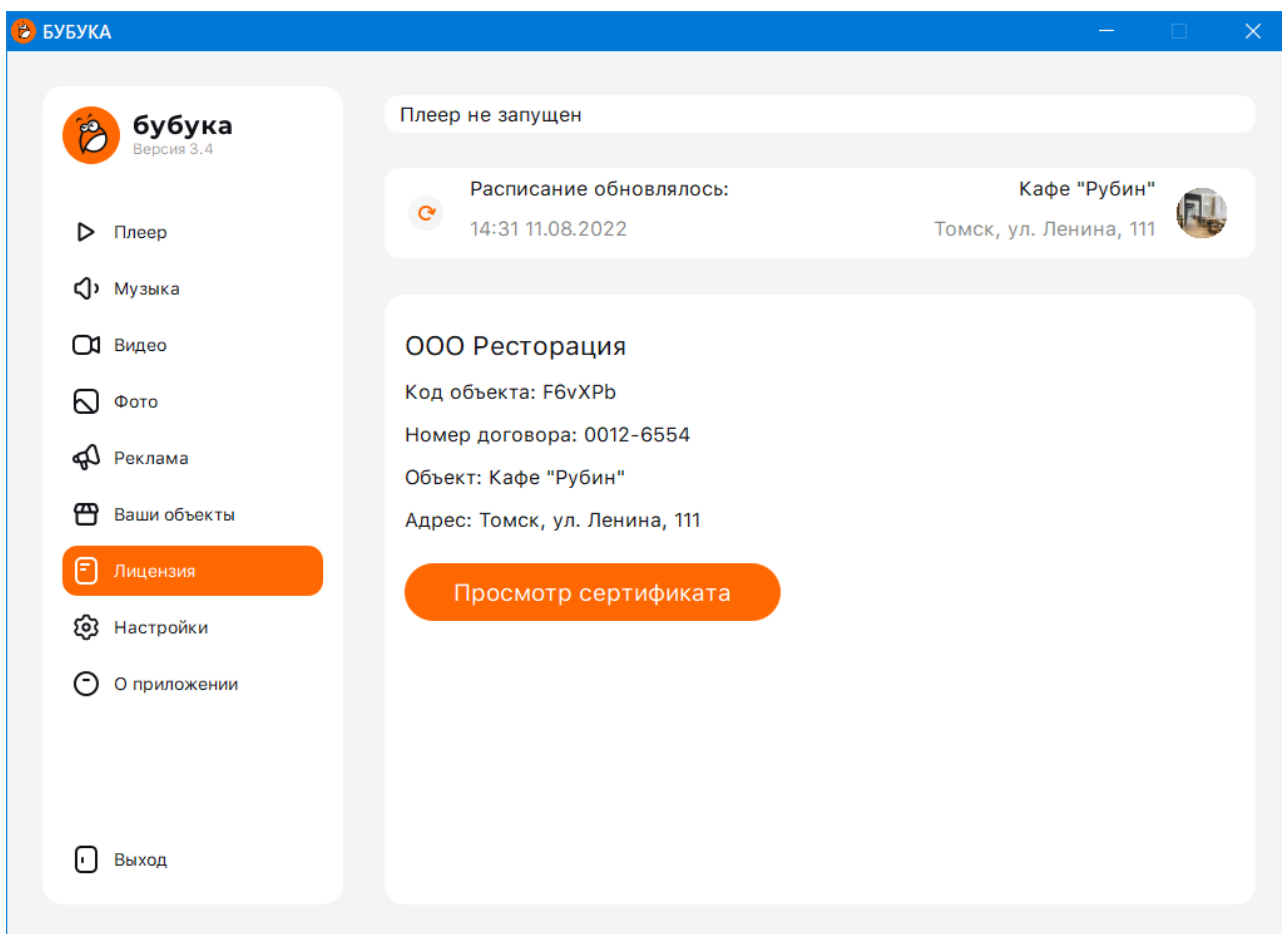 БУБУКА
бубука
Версия 3.4
Плеер
Музыка
Видео
Фото
Реклама
Ваши объекты
Лицензия
Настройки
О приложении
Выход
Плеер не запущен
Расписание обновлялось:
14:31 11.08.2022
Кафе "Рубин"
Томск, ул. Ленина, 111
ООО Ресторация
Код объекта: F6vXPb
Номер договора: 0012-6554
Объект: Кафе "Рубин"
Адрес: Томск, ул. Ленина, 111
Просмотр сертификата